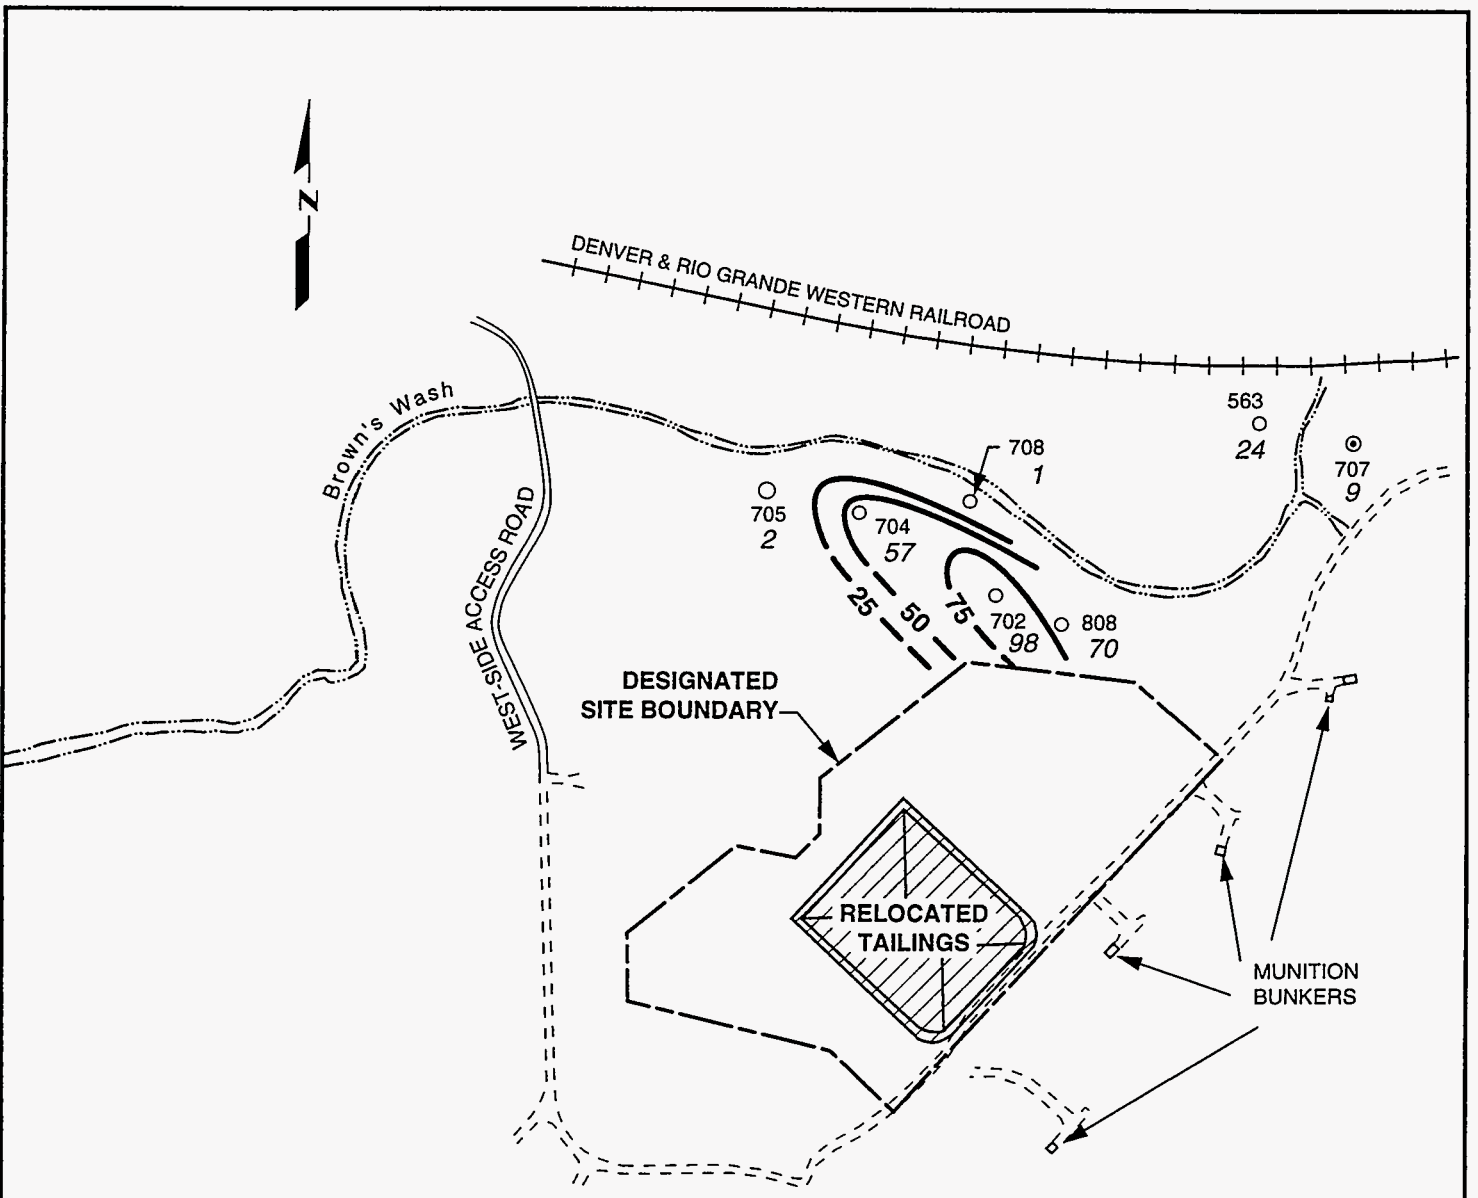 N
DENVER & RIO GRANDE WESTERN RAILROAD
Brown's Wash
WEST-SIDE ACCESS ROAD
563
24
707
9
708
1
705
2
704
57
702
98
808
70
25
50
75
DESIGNATED
SITE BOUNDARY
RELOCATED
TAILINGS
MUNITION
BUNKERS